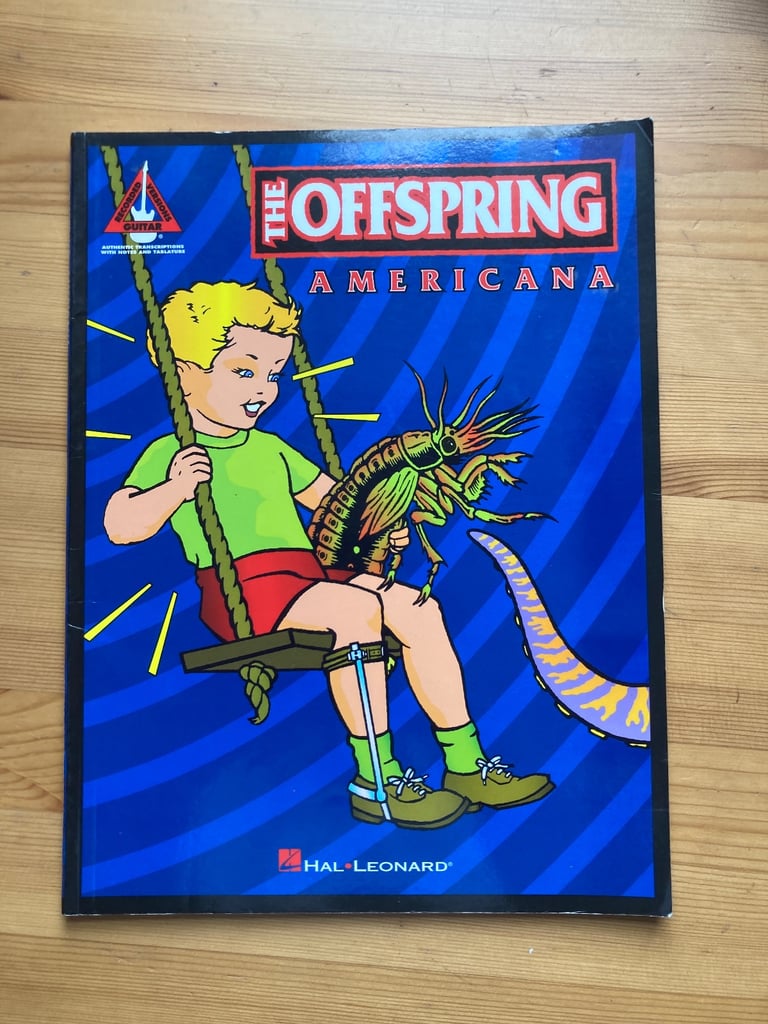 RECORDED VERSIONS
GUITAR
®
AUTHENTIC TRANSCRIPTIONS
WITH NOTES AND TABLATURE
THE OFFSPRING
AMERICANA
HAL•LEONARD®